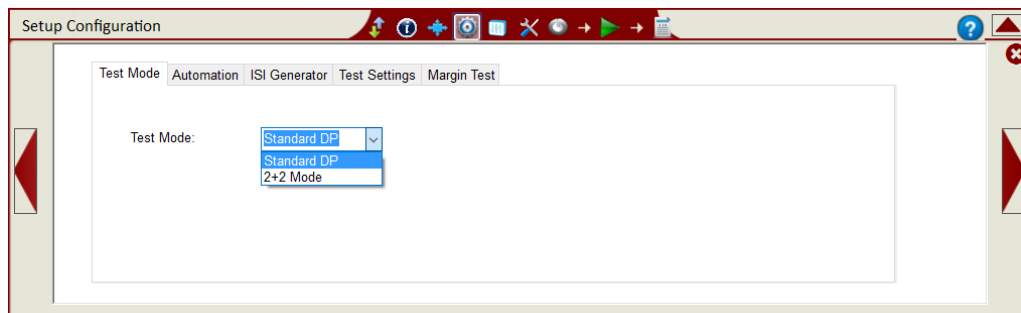 Setup Configuration
Test Mode Automation ISI Generator Test Settings Margin Test
Test Mode: Standard DP
Standard DP
2+2 Mode